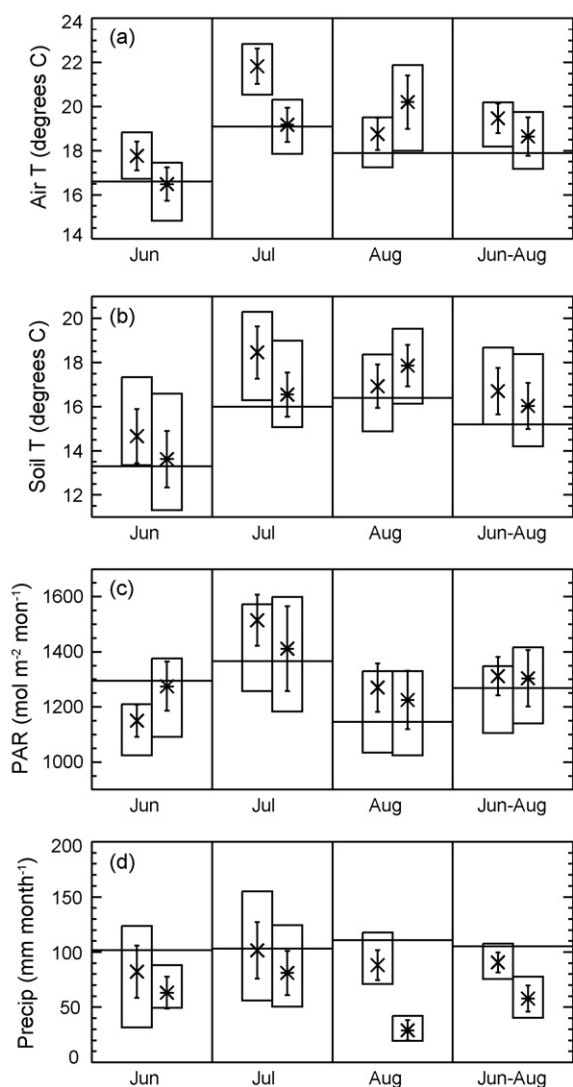 24
(a)
22
20
18
16
14
Air T (degrees C)
Jun Jul Aug Jun-Aug
20
(b)
18
16
14
12
Soil T (degrees C)
Jun Jul Aug Jun-Aug
1600
(c)
1400
1200
1000
PAR (mol m⁻² mon⁻¹)
Jun Jul Aug Jun-Aug
200
(d)
150
100
50
0
Precip (mm month⁻¹)
Jun Jul Aug Jun-Aug